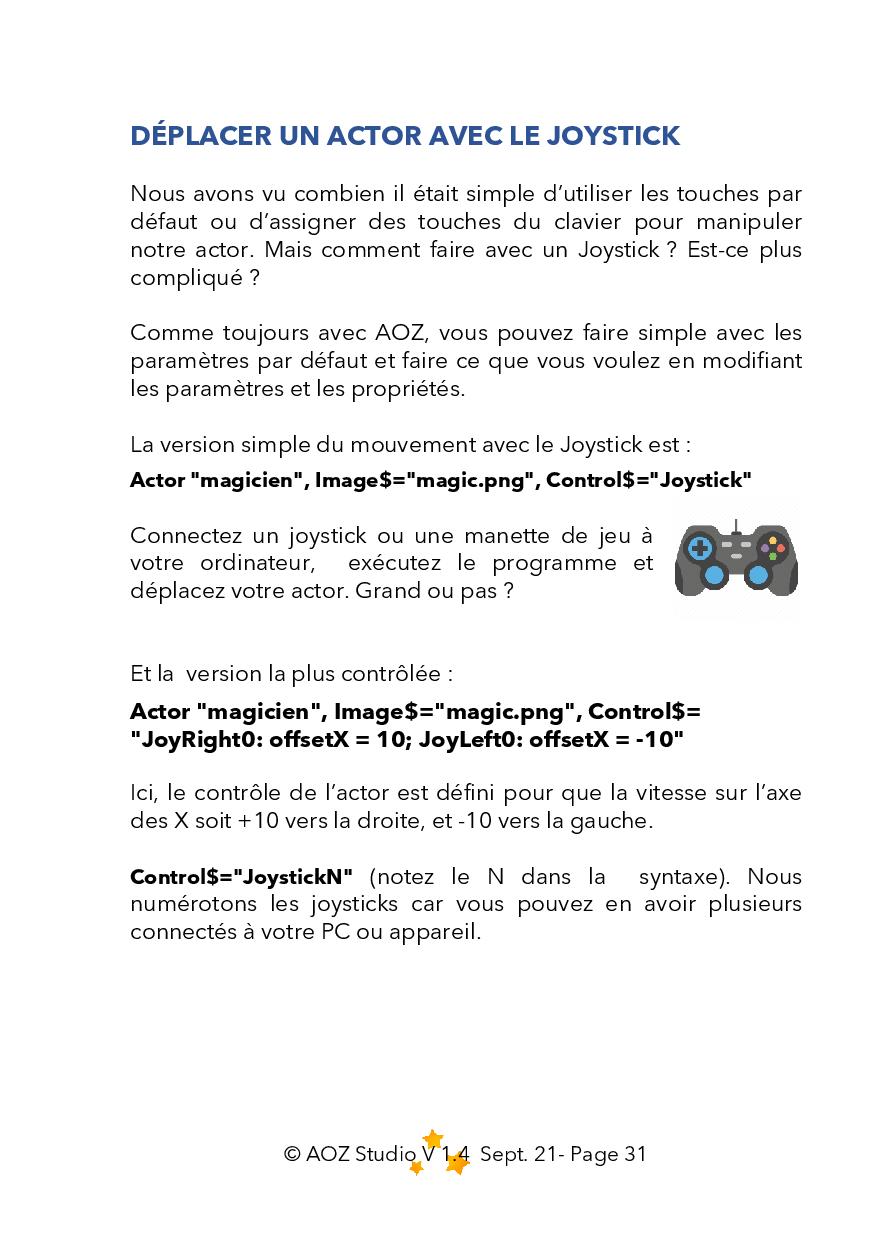 DÉPLACER UN ACTOR AVEC LE JOYSTICK
Nous avons vu combien il était simple d’utiliser les touches par
défaut ou d’assigner des touches du clavier pour manipuler
notre actor. Mais comment faire avec un Joystick ? Est-ce plus
compliqué ?
Comme toujours avec AOZ, vous pouvez faire simple avec les
paramètres par défaut et faire ce que vous voulez en modifiant
les paramètres et les propriétés.
La version simple du mouvement avec le Joystick est :
Actor "magicien", Image$="magic.png", Control$="Joystick"
Connectez un joystick ou une manette de jeu à
votre ordinateur,  exécutez le programme et
déplacez votre actor. Grand ou pas ?
Et la  version la plus contrôlée :
Actor "magicien", Image$="magic.png", Control$=
"JoyRight0: offsetX = 10; JoyLeft0: offsetX = -10"
Ici, le contrôle de l’actor est défini pour que la vitesse sur l’axe
des X soit +10 vers la droite, et -10 vers la gauche.
Control$="JoystickN" (notez le N dans la  syntaxe). Nous
numérotons les joysticks car vous pouvez en avoir plusieurs
connectés à votre PC ou appareil.
© AOZ Studio V 1.4  Sept. 21- Page 31